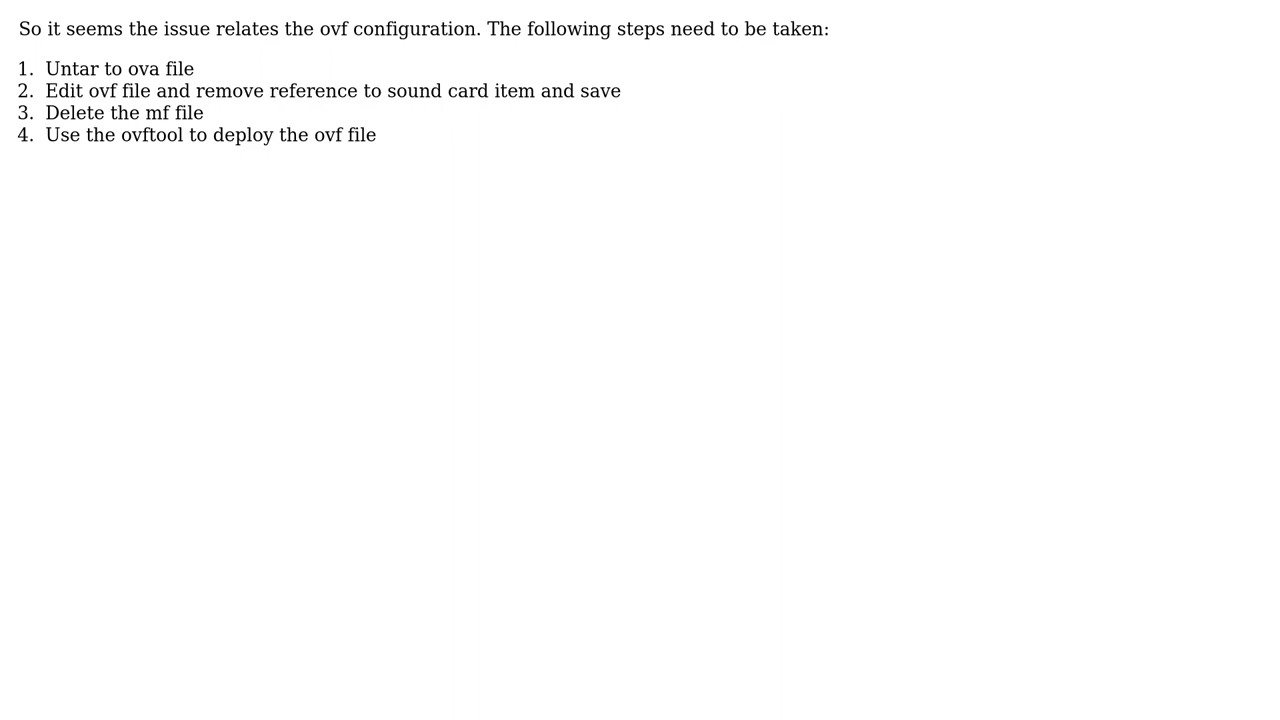 So it seems the issue relates the ovf configuration. The following steps need to be taken:
1. Untar to ova file
2. Edit ovf file and remove reference to sound card item and save
3. Delete the mf file
4. Use the ovftool to deploy the ovf file